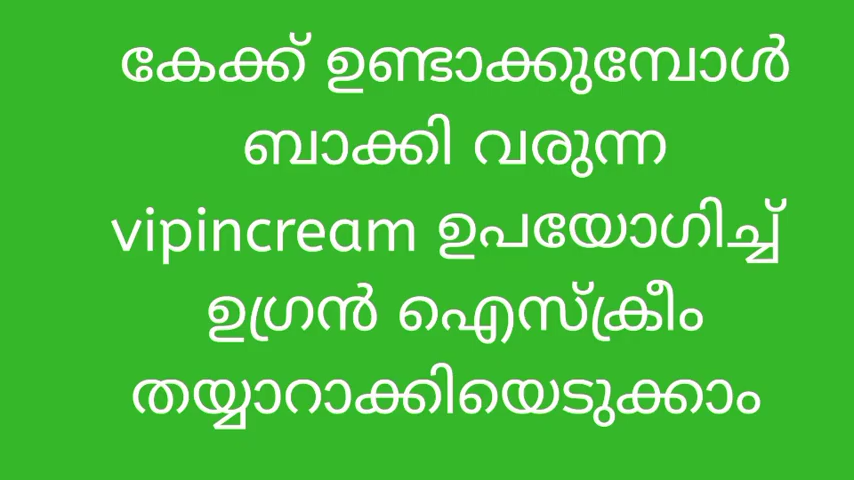 കേക്ക് ഉണ്ടാക്കുമ്പോൾ
ബാക്കി വരുന്ന
vipincream ഉപയോഗിച്ച്
ഉഗ്രൻ ഐസ്ക്രീം
തയ്യാറാക്കിയെടുക്കാം